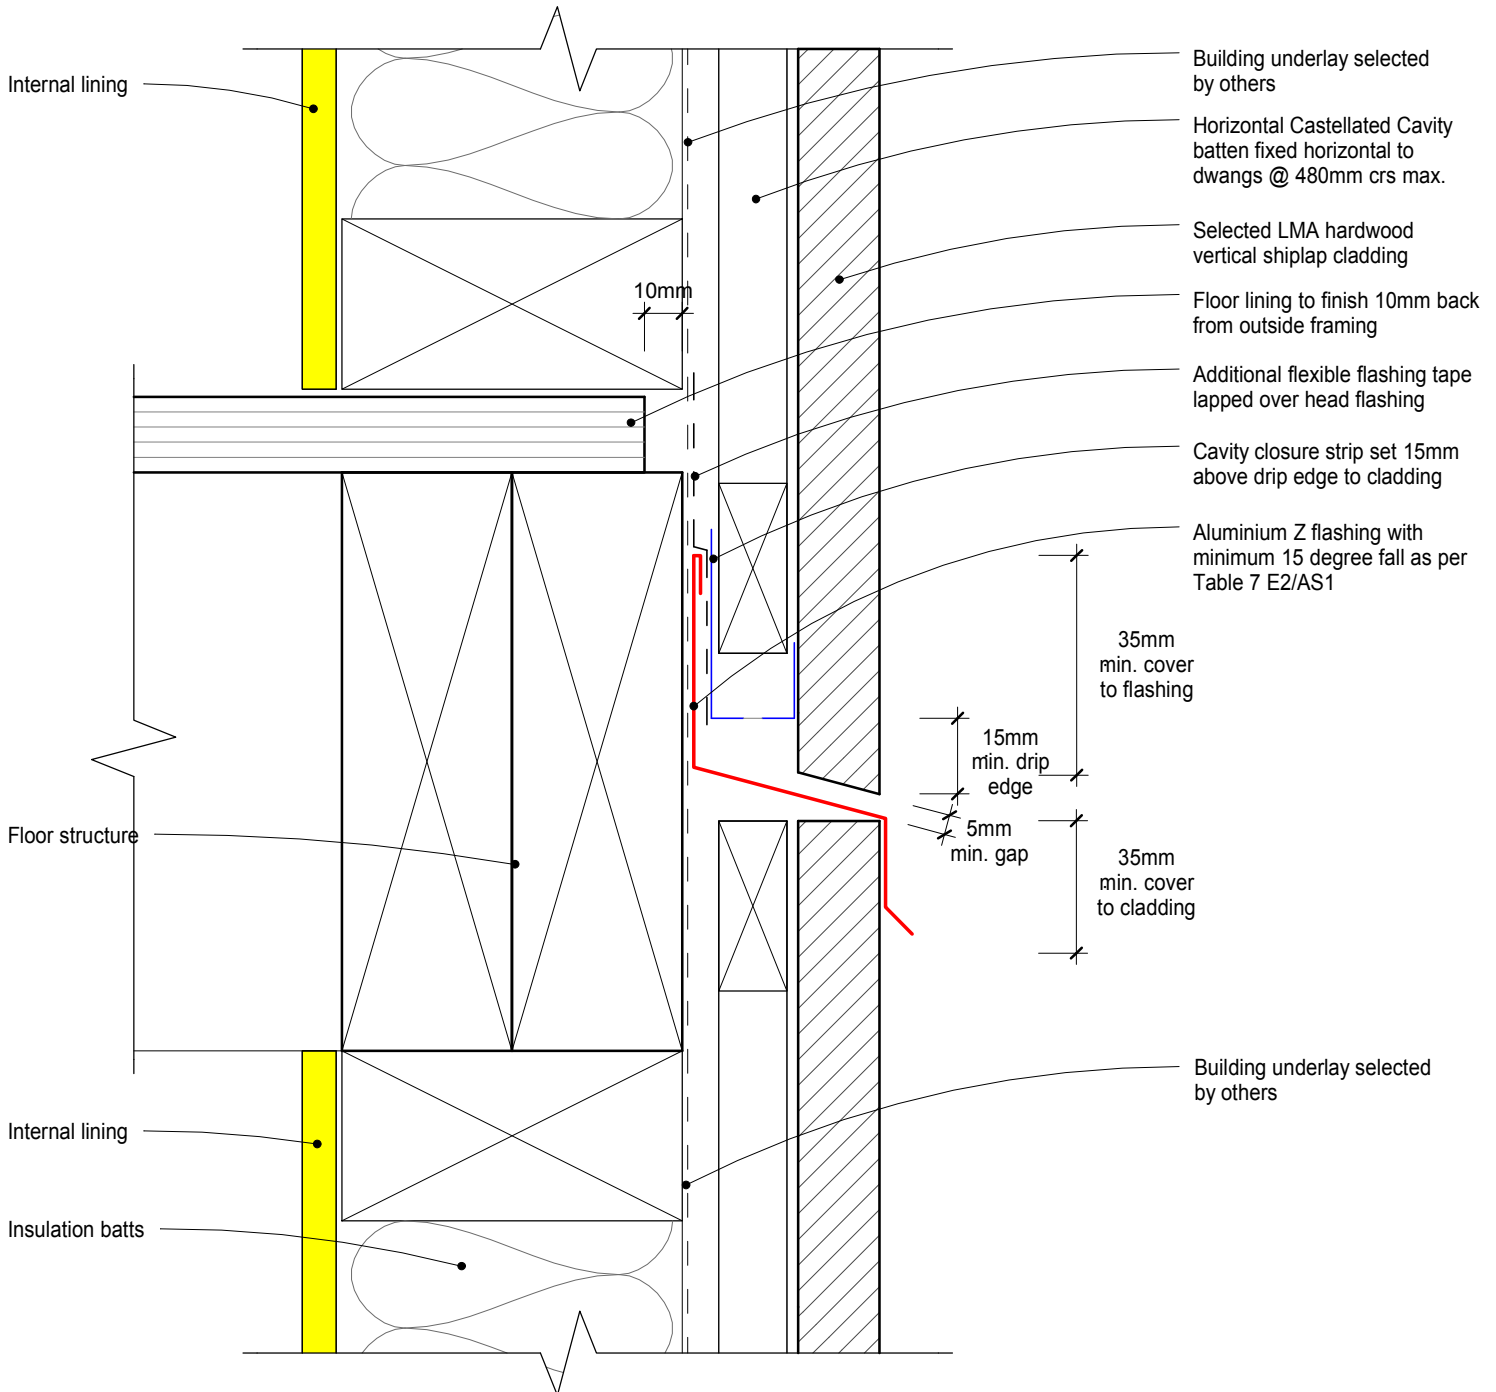 Internal lining
Building underlay selected
by others
Horizontal Castellated Cavity
batten fixed horizontal to
dwangs @ 480mm crs max.
Selected LMA hardwood
vertical shiplap cladding
10mm
Floor lining to finish 10mm back
from outside framing
Additional flexible flashing tape
lapped over head flashing
Cavity closure strip set 15mm
above drip edge to cladding
Aluminium Z flashing with
minimum 15 degree fall as per
Table 7 E2/AS1
35mm
min. cover
to flashing
15mm
min. drip
edge
5mm
min. gap
Floor structure
35mm
min. cover
to cladding
Building underlay selected
by others
Internal lining
Insulation batts